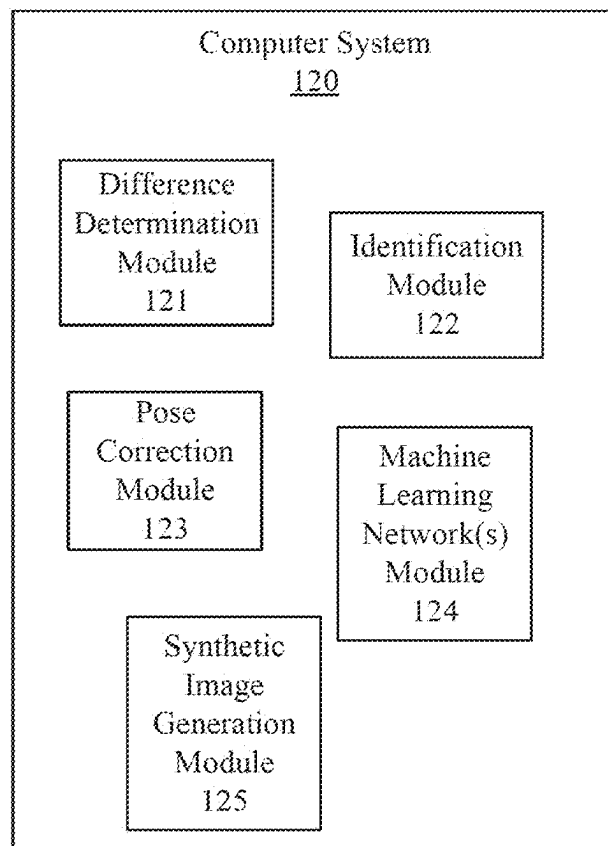 Computer System
120
Difference
Determination
Module
121
Identification
Module
122
Pose
Correction
Module
123
Machine
Learning
Network(s)
Module
124
Synthetic
Image
Generation
Module
125